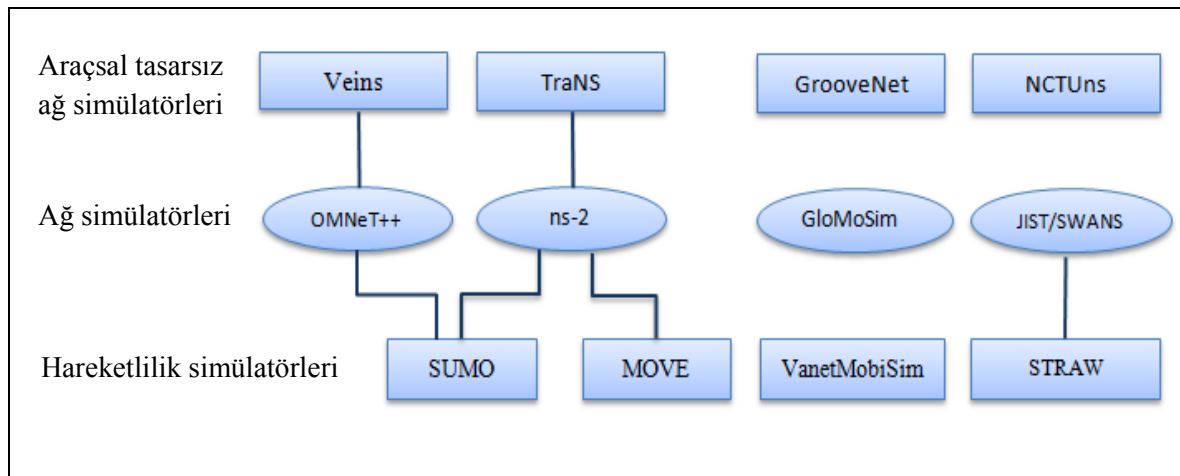 Araçsal tasarsız
ağ simülatörleri
Veins
TraNS
GrooveNet
NCTUns
Ağ simülatörleri
OMNeT++
ns-2
GloMoSim
JIST/SWANS
Hareketlilik simülatörleri
SUMO
MOVE
VanetMobiSim
STRAW